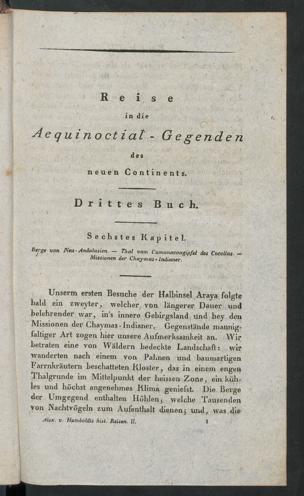 Reise
in die
Aequinoctial-Gegenden
des
neuen Continents.
Drittes Buch.
Sechstes Kapitel.
Berge von Neu-Andalusien. — Thal vom Cumanacoa Gipfel des Cocollar. —
Missionen der Chaymas-Indianer.
Unserm ersten Besuche der Halbinsel Araya folgte
bald ein zweyter, welcher von längerer Dauer und
belehrender war, in's innere Gebirgsland und bey den
Missionen der Chaymas-Indianer. Gegenstände mannig-
faltiger Art zogen hier unsere Aufmerksamkeit an. Wir
betraten eine von Wäldern bedeckte Landschaft: wir
wanderten nach einem von Palmen und baumartigen
Farrnkräutern beschatteten Kloster, das in einem engen
Thalgrunde im Mittelpunkt der heissen Zone, ein küh-
les und höchst angenehmes Klima geniefst. Die Berge
der Umgegend enthalten Höhlen, welche Tausenden
von Nachtvögeln zum Aufenthalt dienen; und, was die
Alex. v. Humboldts hist. Reisen. II. 1